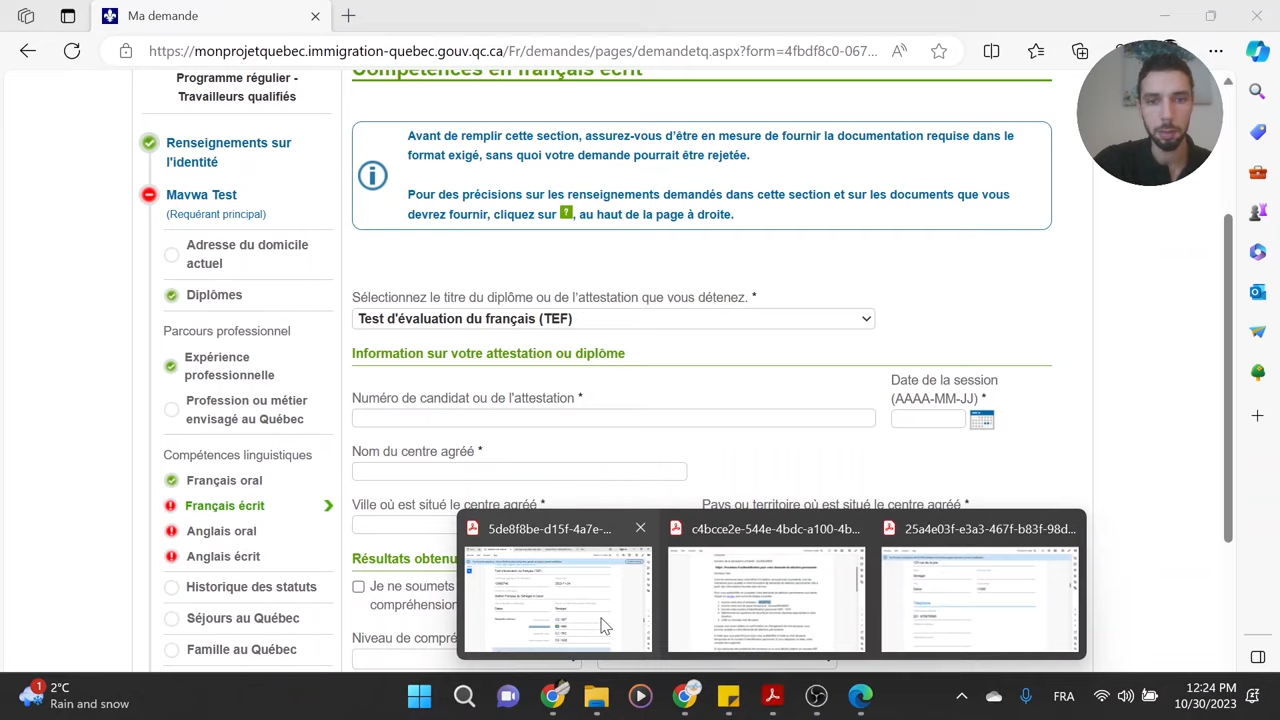 Ma demande
https://monprojetquebec.immigration-quebec.gouv.qc.ca/Fr/demandes/pages/demandetq.aspx?form=4fbdf8c0-067...
Programme régulier -
Travailleurs qualifiés
Renseignements sur
l'identité
Mavwa Test
(Requérant principal)
Adresse du domicile
actuel
Diplômes
Parcours professionnel
Expérience
professionnelle
Profession ou métier
envisagé au Québec
Compétences linguistiques
Français oral
Français écrit
Anglais oral
Anglais écrit
Historique des statuts
Séjours au Québec
Famille au Québec
Compétences en français écrit
Avant de remplir cette section, assurez-vous d'être en mesure de fournir la documentation requise dans le
format exigé, sans quoi votre demande pourrait être rejetée.
Pour des précisions sur les renseignements demandés dans cette section et sur les documents que vous
devrez fournir, cliquez sur ?, au haut de la page à droite.
Sélectionnez le titre du diplôme ou de l'attestation que vous détenez. *
Test d'évaluation du français (TEF)
Information sur votre attestation ou diplôme
Numéro de candidat ou de l'attestation *
Date de la session
(AAAA-MM-JJ) *
Nom du centre agréé *
Ville où est situé le centre agréé *
Pays ou territoire où est situé le centre agréé *
Résultats obtenu
Je ne soumets
compréhension
Niveau de compr
5de8f8be-d15f-4a7e-...
c4bcce2e-544e-4bdc-a100-4b...
25a4e03f-e3a3-467f-b83f-98d...
1
2°C
Rain and snow
FRA
12:24 PM
10/30/2023